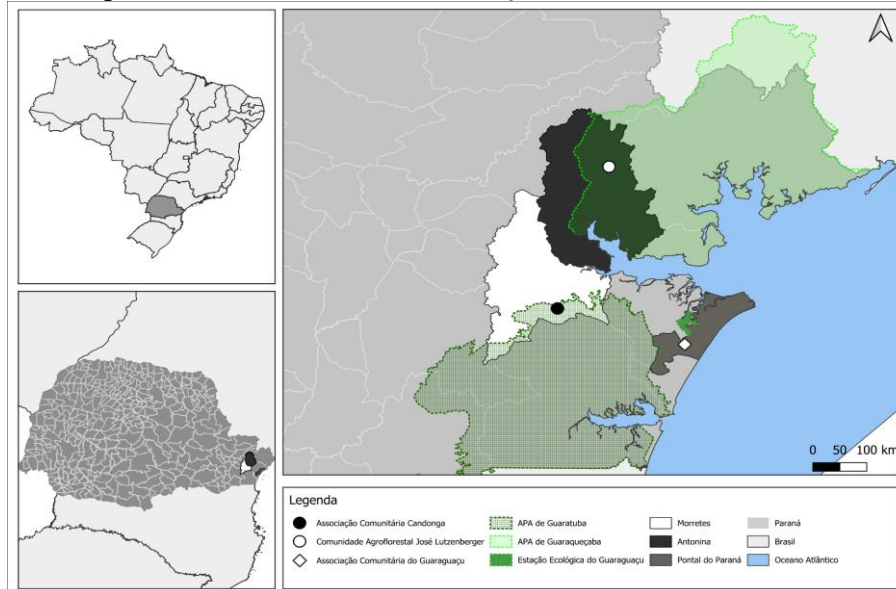 0 50 100 km
Legenda
Associação Comunitária Candonga
Comunidade Agroflorestal José Lutzenberger
Associação Comunitária do Guaraguaçu
APA de Guaratuba
APA de Guaraqueçaba
Estação Ecológica do Guaraguaçu
Morretes
Antonina
Pontal do Paraná
Paraná
Brasil
Oceano Atlântico